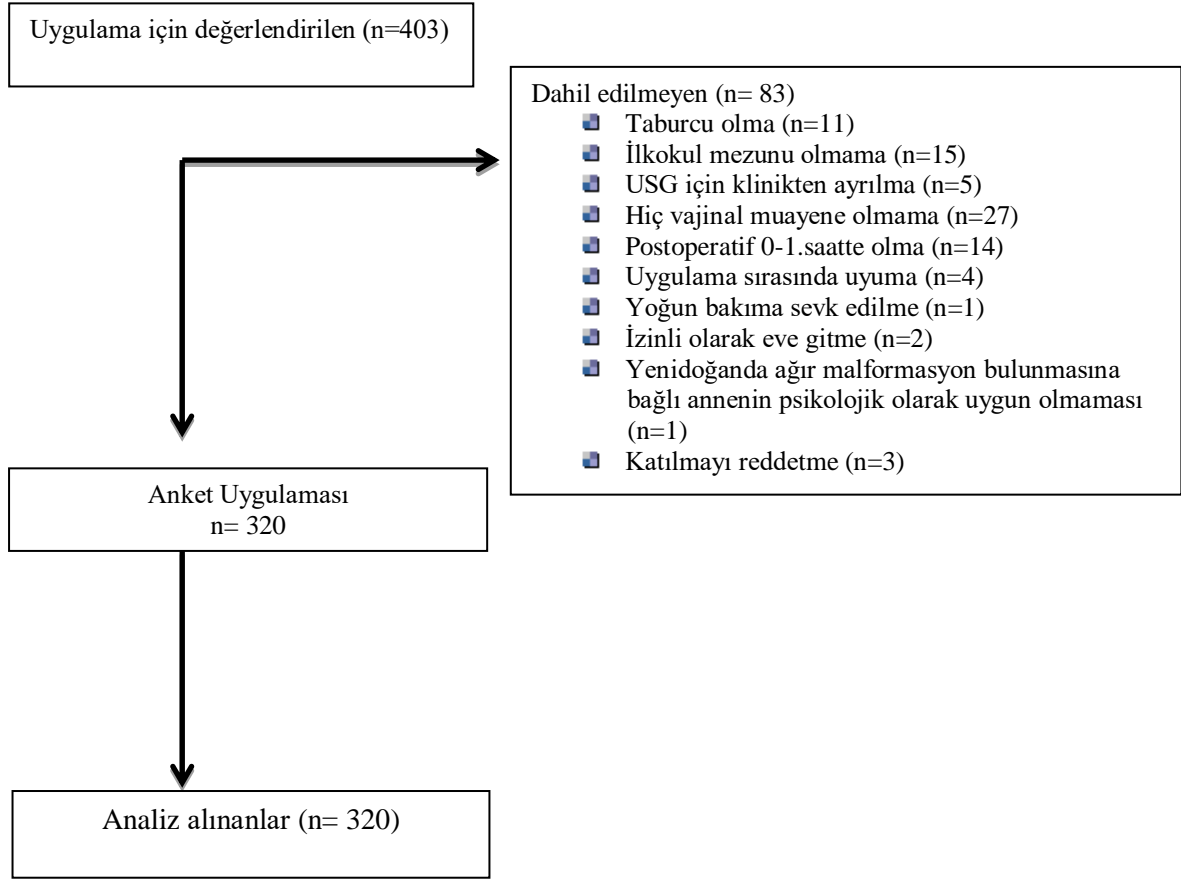 Uygulama için değerlendirilen (n=403)
Dahil edilmeyen (n= 83)
Taburcu olma (n=11)
İlkokul mezunu olmama (n=15)
USG için klinikten ayrılma (n=5)
Hiç vajinal muayene olmama (n=27)
Postoperatif 0-1.saatte olma (n=14)
Uygulama sırasında uyuma (n=4)
Yoğun bakıma sevk edilme (n=1)
İzinli olarak eve gitme (n=2)
Yenidoğanda ağır malformasyon bulunmasına
bağlı annenin psikolojik olarak uygun olmaması
(n=1)
Katılmayı reddetme (n=3)
Anket Uygulaması
n= 320
Analiz alınanlar (n= 320)